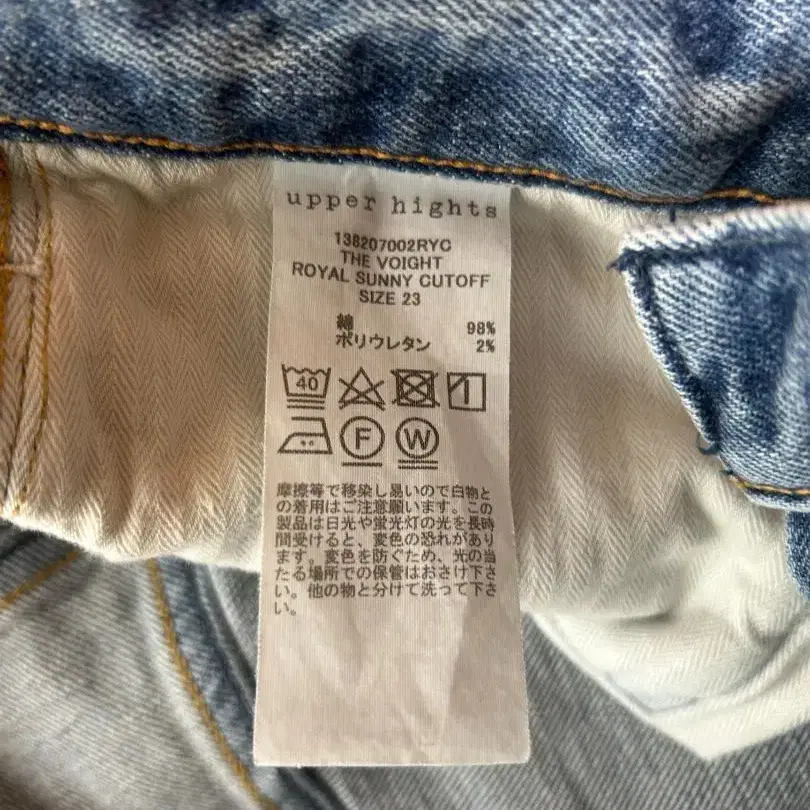 upper hights
138207002RYC
THE VOIGHT
ROYAL SUNNY CUTOFF
SIZE 23
綿 98%
ポリウレタン 2%
40
F W
摩擦等で移染し易いので白物と
の着用はご注意願います。この
製品は日光や蛍光灯の光を長時
間受けると、変色の恐れがあり
ます。変色を防ぐため、光の当
たる場所での保管はおさけ下さ
い。他の物と分けて洗って下さ
い。